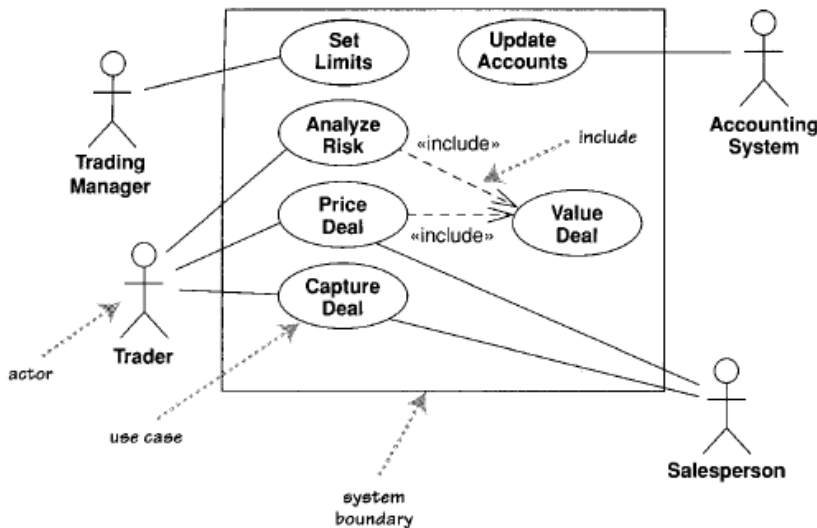 Set
Limits
Update
Accounts
Trading
Manager
Analyze
Risk
«include»
include
Accounting
System
Price
Deal
«include»
Value
Deal
Capture
Deal
Trader
actor
use case
Salesperson
system
boundary